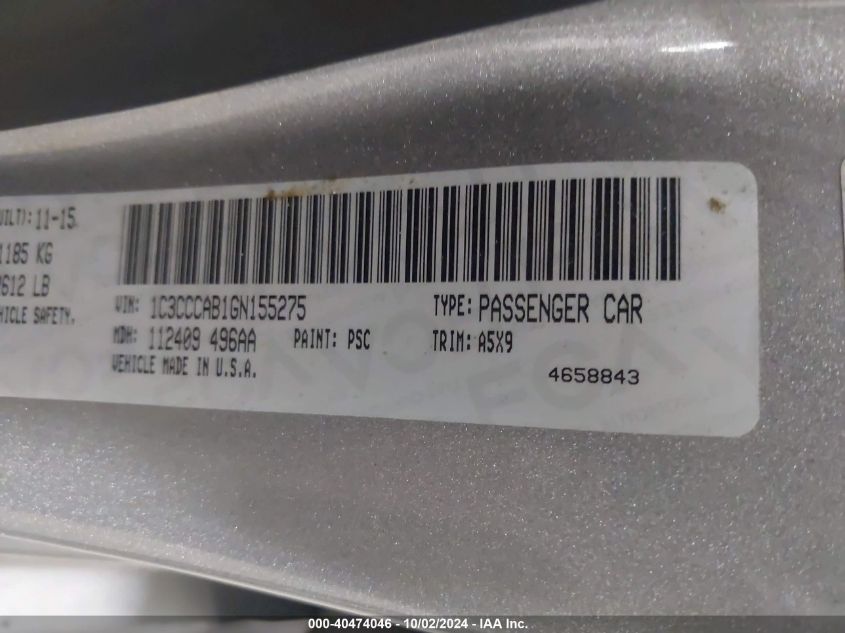 UILT): 11-15
1185 KG
2612 LB
HICLE SAFETY.
VIN: 1C3CCCAB1GN155275
TYPE: PASSENGER CAR
MDH: 112409 496AA
PAINT: PSC
TRIM: A5X9
VEHICLE MADE IN U.S.A.
4658843
000-40474046 - 10/02/2024 - IAA Inc.